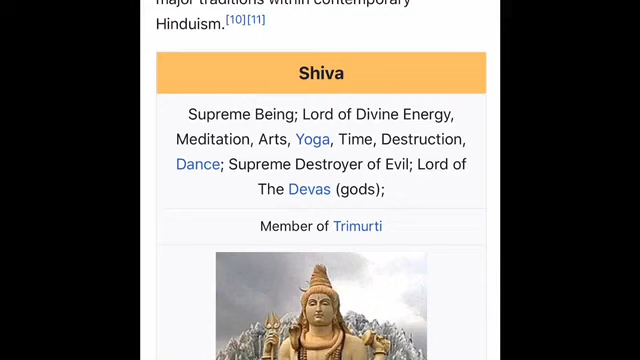 major traditions within contemporary
Hinduism.[10][11]
Shiva
Supreme Being; Lord of Divine Energy,
Meditation, Arts, Yoga, Time, Destruction,
Dance; Supreme Destroyer of Evil; Lord of
The Devas (gods);
Member of Trimurti